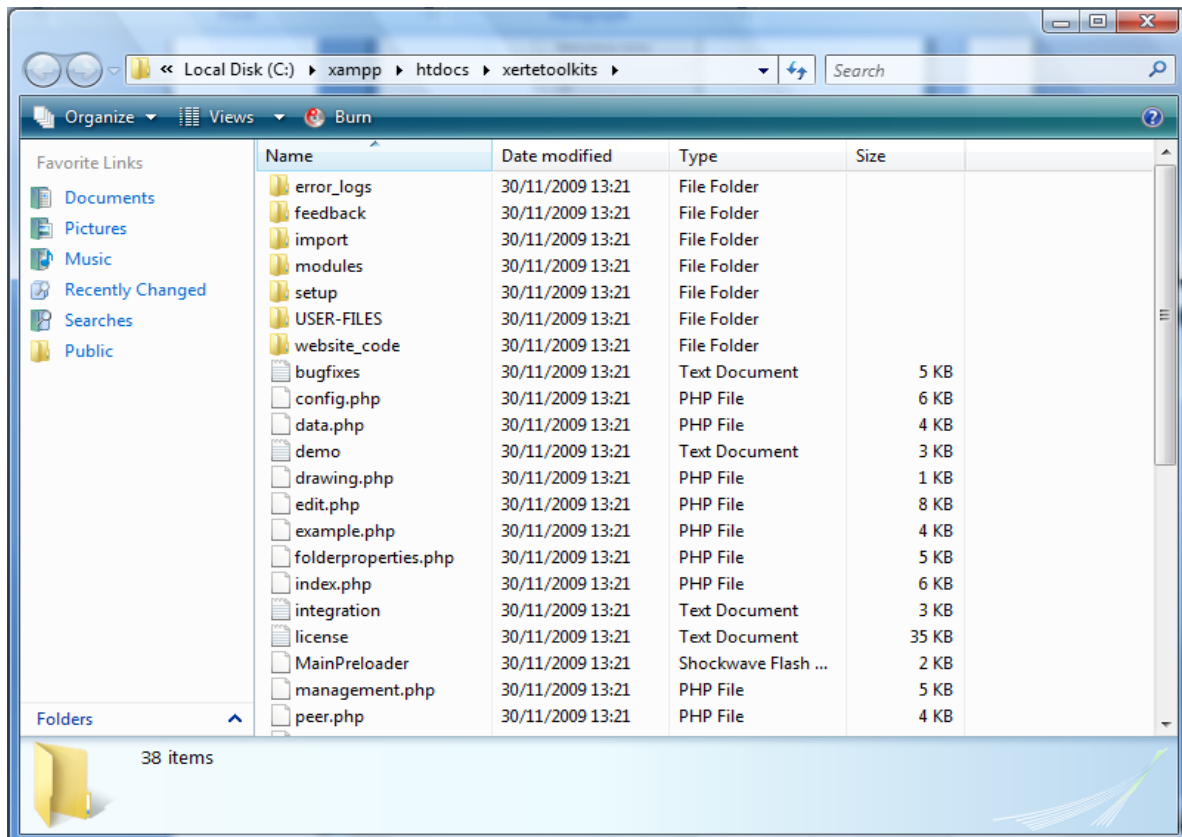 « Local Disk (C:) ▸ xampp ▸ htdocs ▸ xertetoolkits ▸ Search
Organize Views Burn
Favorite Links
Documents
Pictures
Music
Recently Changed
Searches
Public
Folders
Name Date modified Type Size
error_logs 30/11/2009 13:21 File Folder
feedback 30/11/2009 13:21 File Folder
import 30/11/2009 13:21 File Folder
modules 30/11/2009 13:21 File Folder
setup 30/11/2009 13:21 File Folder
USER-FILES 30/11/2009 13:21 File Folder
website_code 30/11/2009 13:21 File Folder
bugfixes 30/11/2009 13:21 Text Document 5 KB
config.php 30/11/2009 13:21 PHP File 6 KB
data.php 30/11/2009 13:21 PHP File 4 KB
demo 30/11/2009 13:21 Text Document 3 KB
drawing.php 30/11/2009 13:21 PHP File 1 KB
edit.php 30/11/2009 13:21 PHP File 8 KB
example.php 30/11/2009 13:21 PHP File 4 KB
folderproperties.php 30/11/2009 13:21 PHP File 5 KB
index.php 30/11/2009 13:21 PHP File 6 KB
integration 30/11/2009 13:21 Text Document 3 KB
license 30/11/2009 13:21 Text Document 35 KB
MainPreloader 30/11/2009 13:21 Shockwave Flash ... 2 KB
management.php 30/11/2009 13:21 PHP File 5 KB
peer.php 30/11/2009 13:21 PHP File 4 KB
38 items